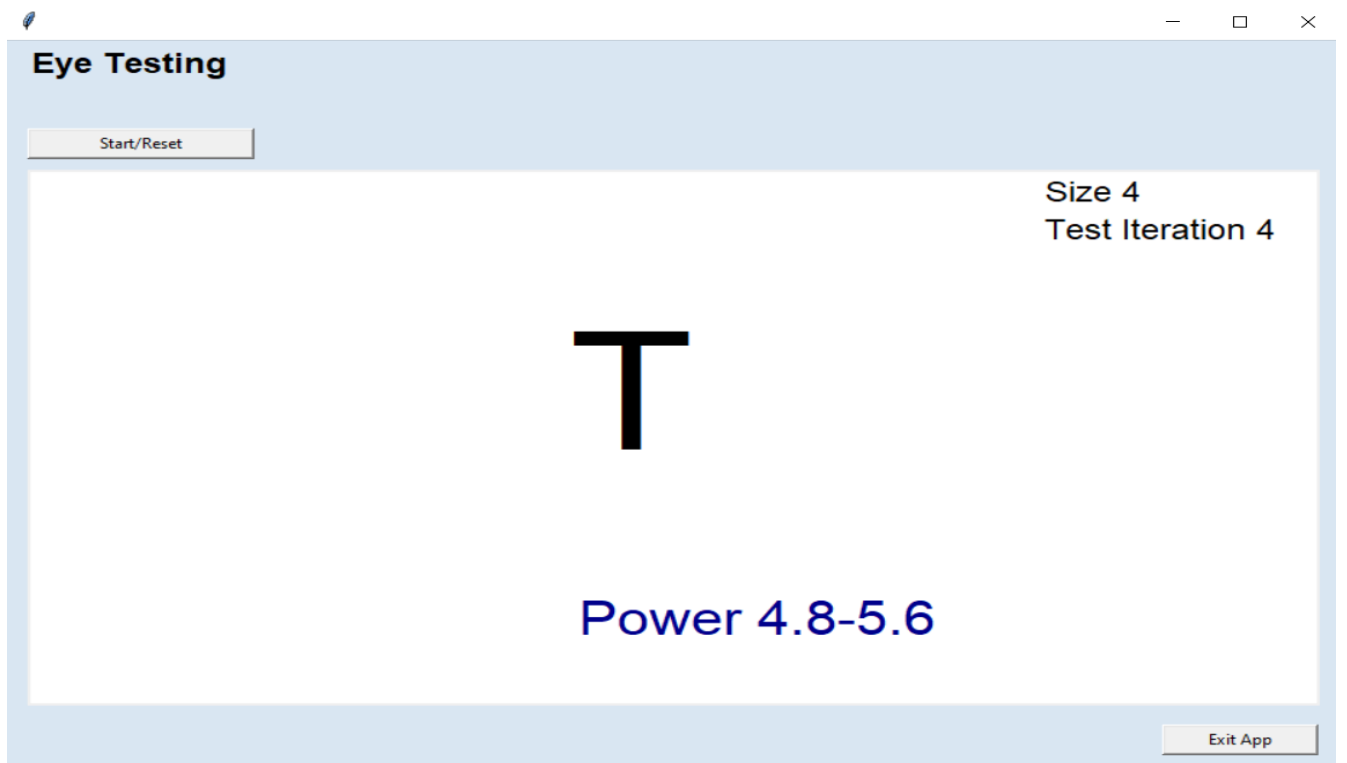 Eye Testing
Start/Reset
Size 4
Test Iteration 4
T
Power 4.8-5.6
Exit App